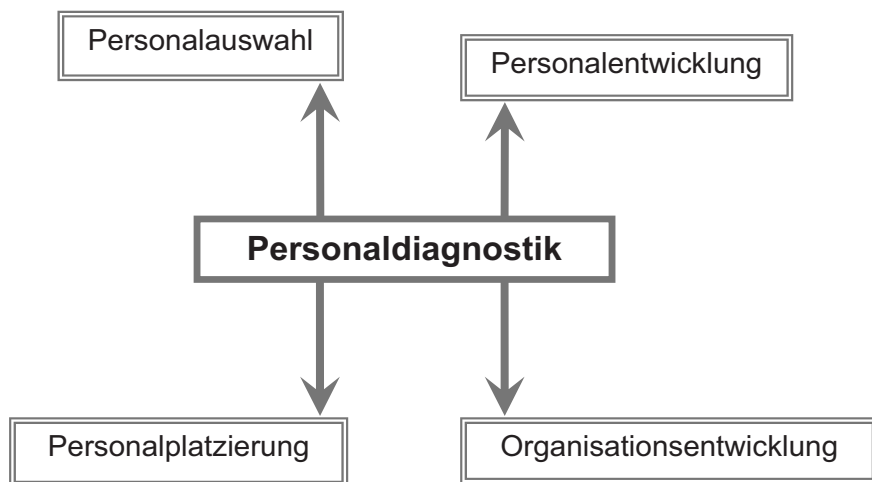 Personalauswahl
Personalentwicklung
Personaldiagnostik
Personalplatzierung
Organisationsentwicklung